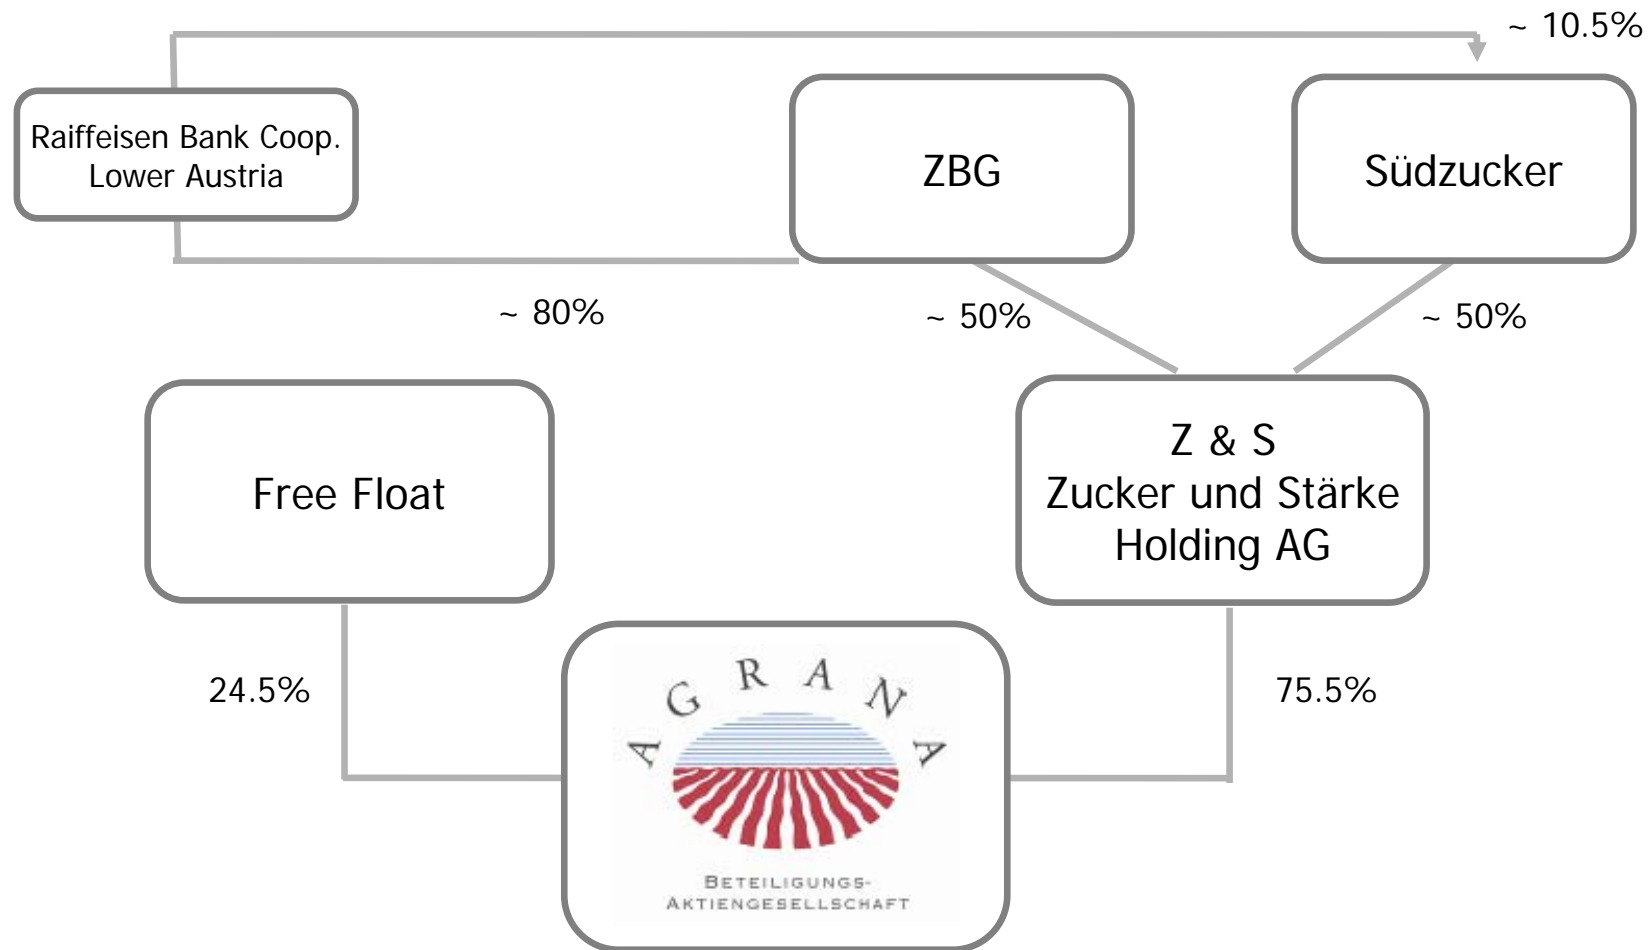 ~ 10.5%
Raiffeisen Bank Coop.
Lower Austria
ZBG
Südzucker
~ 80%
~ 50%
~ 50%
Free Float
Z & S
Zucker und Stärke
Holding AG
24.5%
75.5%
AGRANA
BETEILIGUNGS-
AKTIENGESELLSCHAFT